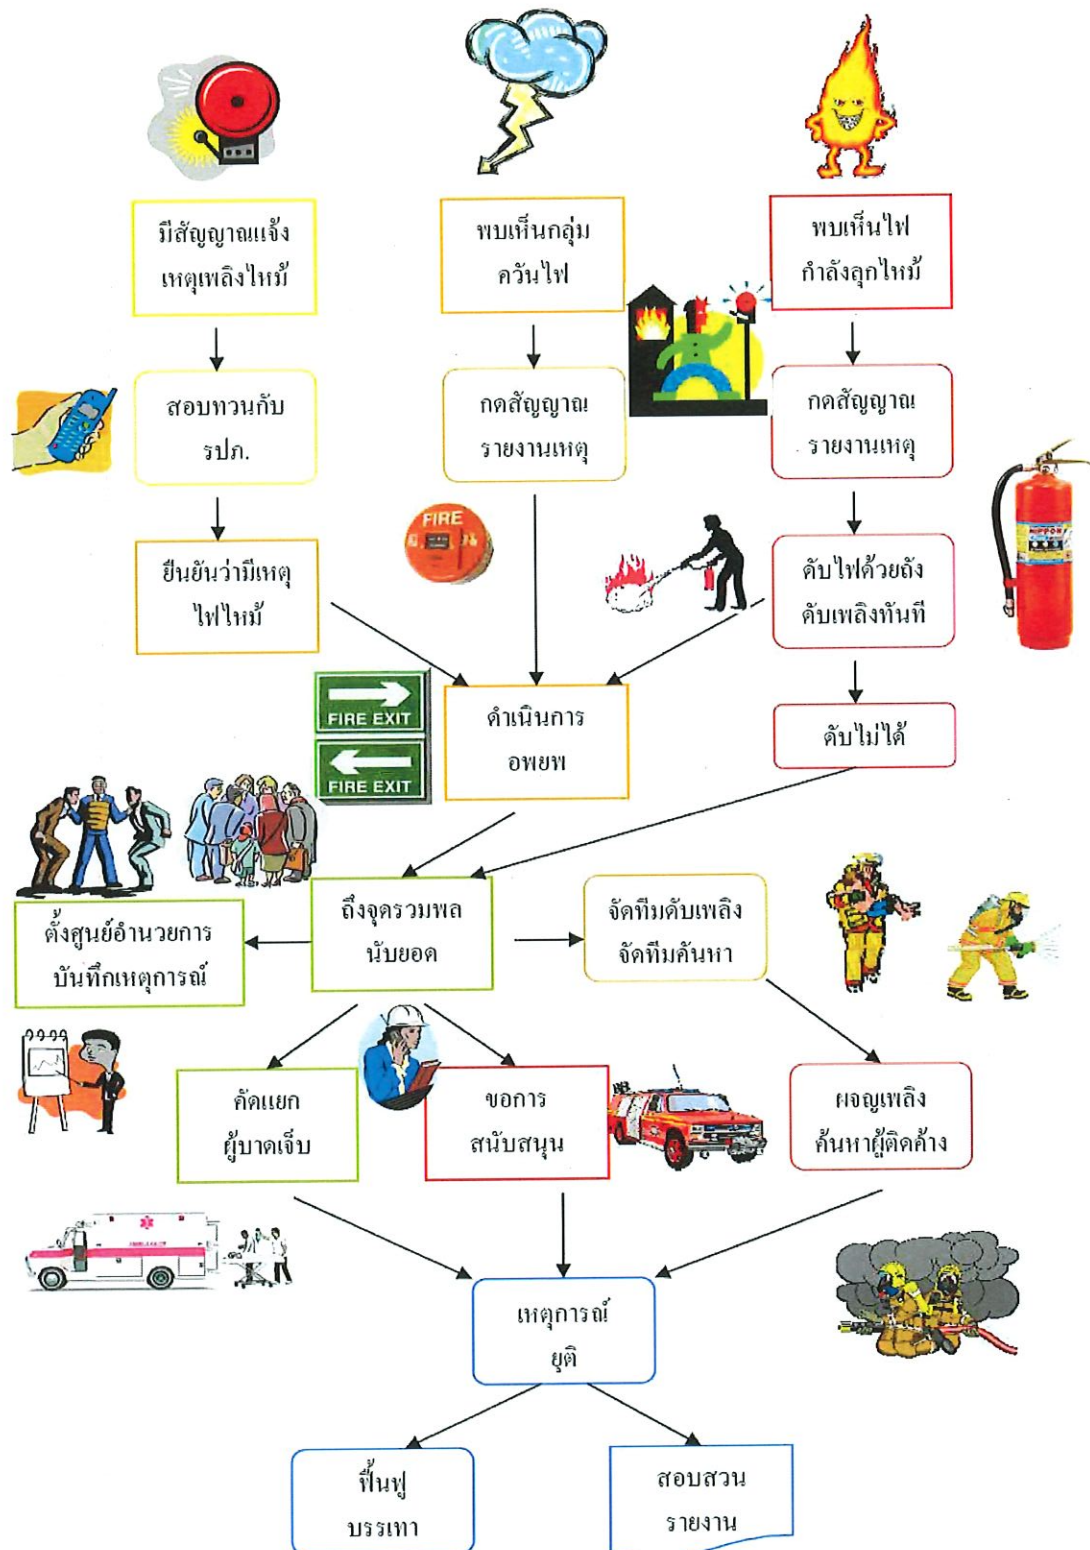 มีสัญญาณแจ้ง
เหตุเพลิงไหม้
พบเห็นกลุ่ม
ควันไฟ
พบเห็นไฟ
กำลังลุกไหม้
สอบทวนกับ
รปภ.
กดสัญญาณ
รายงานเหตุ
กดสัญญาณ
รายงานเหตุ
FIRE
NIPPON
ยืนยันว่ามีเหตุ
ไฟไหม้
ดับไฟด้วยถัง
ดับเพลิงทันที
FIRE EXIT
FIRE EXIT
ดำเนินการ
อพยพ
ดับไม่ได้
ตั้งศูนย์อำนวยการ
บันทึกเหตุการณ์
ถึงจุดรวมพล
นับยอด
จัดทีมดับเพลิง
จัดทีมค้นหา
คัดแยก
ผู้บาดเจ็บ
ขอการ
สนับสนุน
ผจญเพลิง
ค้นหาผู้ติดค้าง
AMBULANCE
เหตุการณ์
ยุติ
ฟื้นฟู
บรรเทา
สอบสวน
รายงาน